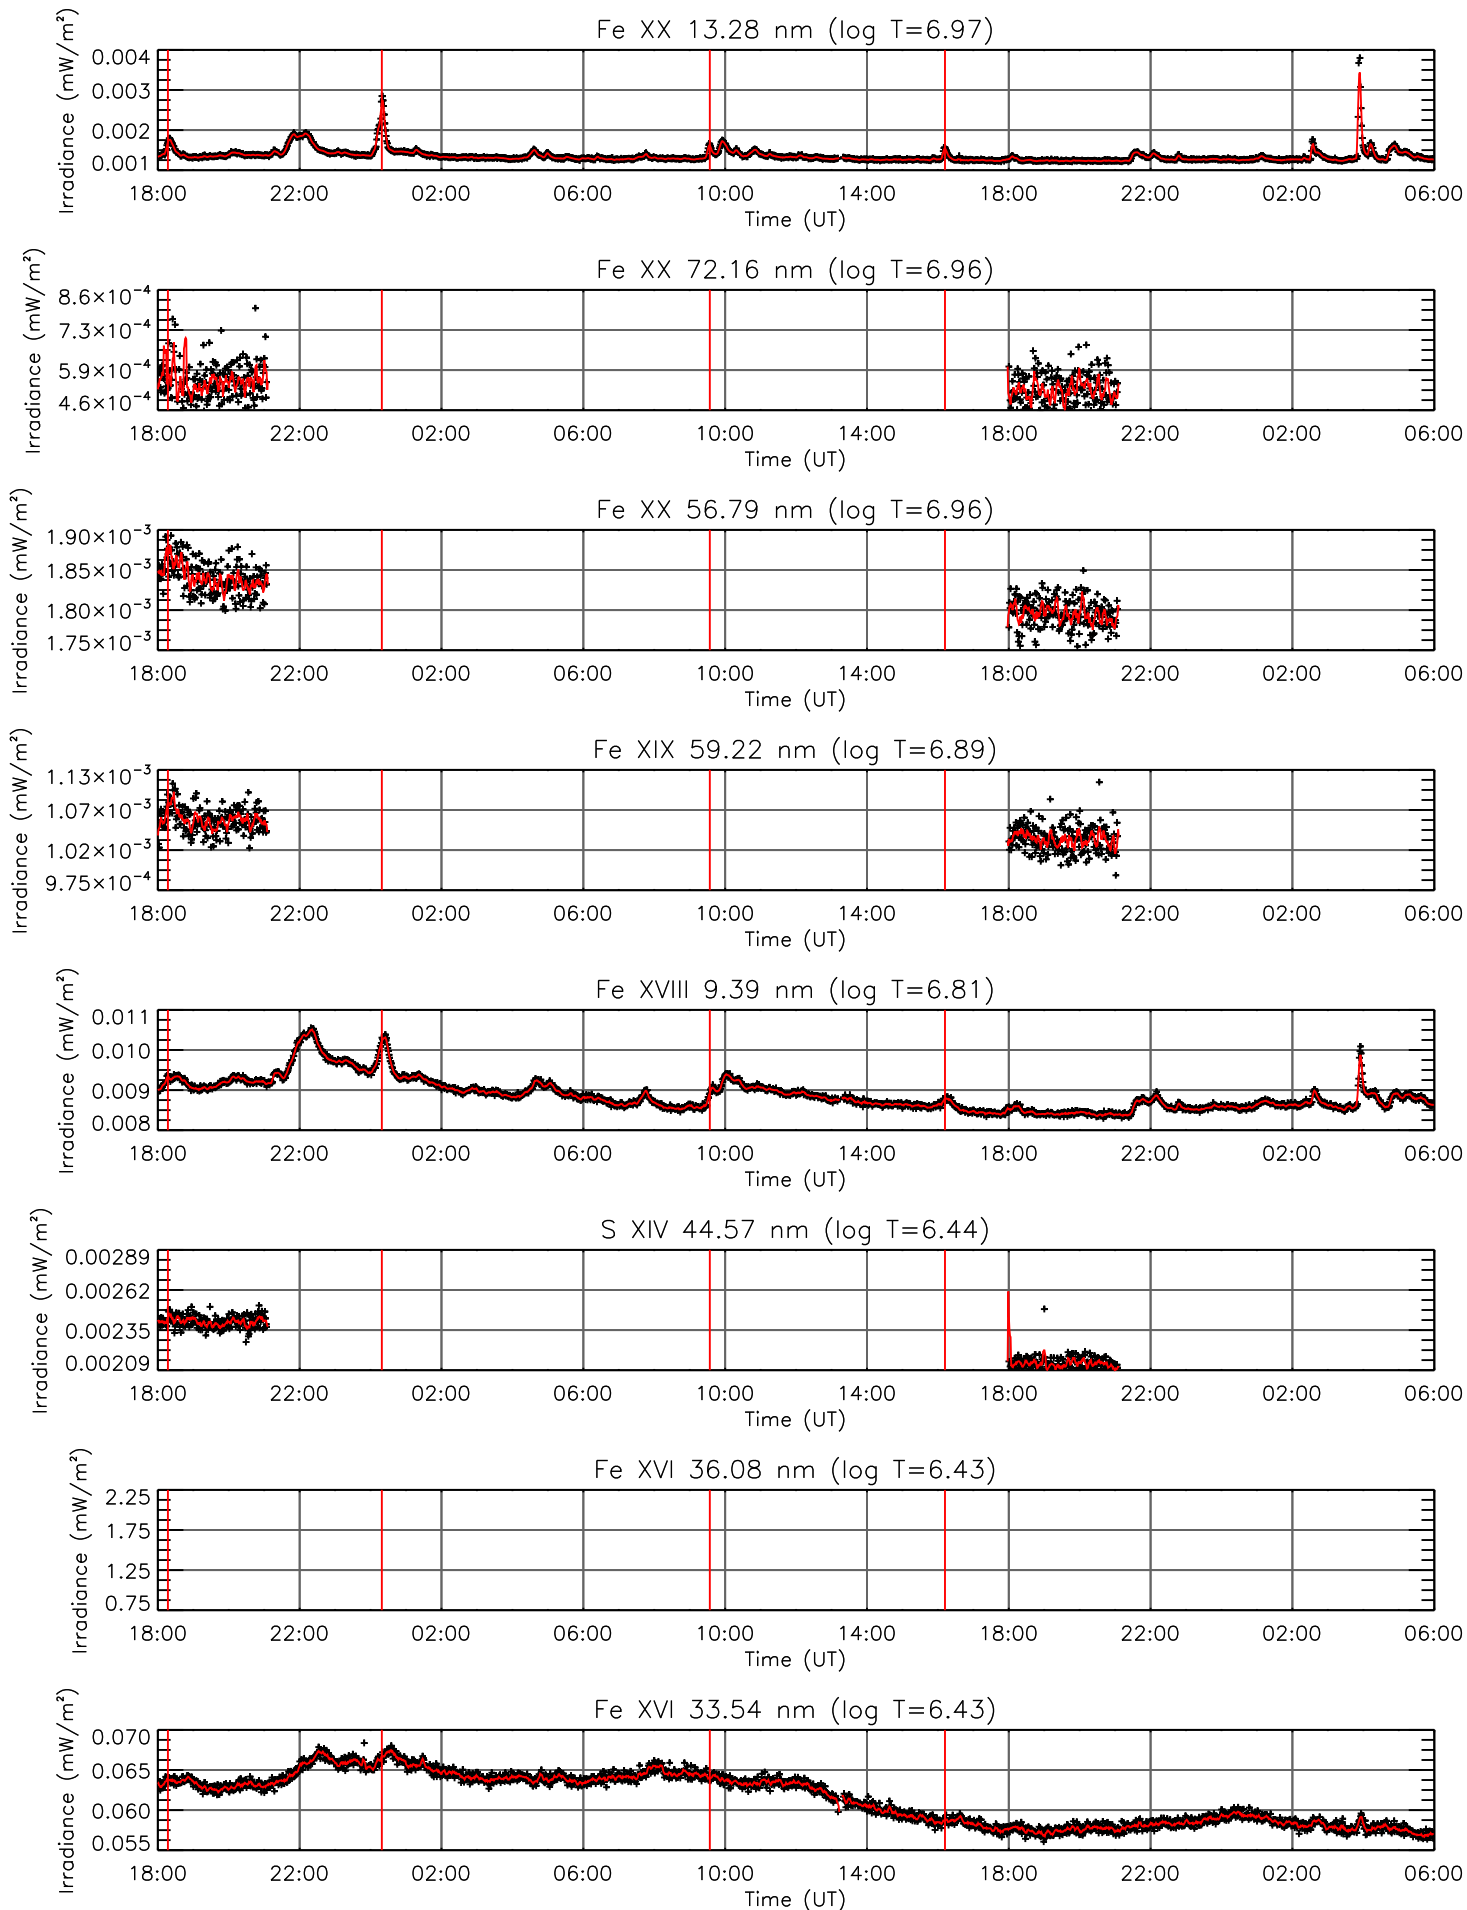 Fe XX 13.28 nm (log T=6.97)
Irradiance (mW/m²)
0.004
0.003
0.002
0.001
18:00 22:00 02:00 06:00 10:00 14:00 18:00 22:00 02:00 06:00
Time (UT)
Fe XX 72.16 nm (log T=6.96)
Irradiance (mW/m²)
8.6×10⁻⁴
7.3×10⁻⁴
5.9×10⁻⁴
4.6×10⁻⁴
18:00 22:00 02:00 06:00 10:00 14:00 18:00 22:00 02:00 06:00
Time (UT)
Fe XX 56.79 nm (log T=6.96)
Irradiance (mW/m²)
1.90×10⁻³
1.85×10⁻³
1.80×10⁻³
1.75×10⁻³
18:00 22:00 02:00 06:00 10:00 14:00 18:00 22:00 02:00 06:00
Time (UT)
Fe XIX 59.22 nm (log T=6.89)
Irradiance (mW/m²)
1.13×10⁻³
1.07×10⁻³
1.02×10⁻³
9.75×10⁻⁴
18:00 22:00 02:00 06:00 10:00 14:00 18:00 22:00 02:00 06:00
Time (UT)
Fe XVIII 9.39 nm (log T=6.81)
Irradiance (mW/m²)
0.011
0.010
0.009
0.008
18:00 22:00 02:00 06:00 10:00 14:00 18:00 22:00 02:00 06:00
Time (UT)
S XIV 44.57 nm (log T=6.44)
Irradiance (mW/m²)
0.00289
0.00262
0.00235
0.00209
18:00 22:00 02:00 06:00 10:00 14:00 18:00 22:00 02:00 06:00
Time (UT)
Fe XVI 36.08 nm (log T=6.43)
Irradiance (mW/m²)
2.25
1.75
1.25
0.75
18:00 22:00 02:00 06:00 10:00 14:00 18:00 22:00 02:00 06:00
Time (UT)
Fe XVI 33.54 nm (log T=6.43)
Irradiance (mW/m²)
0.070
0.065
0.060
0.055
18:00 22:00 02:00 06:00 10:00 14:00 18:00 22:00 02:00 06:00
Time (UT)